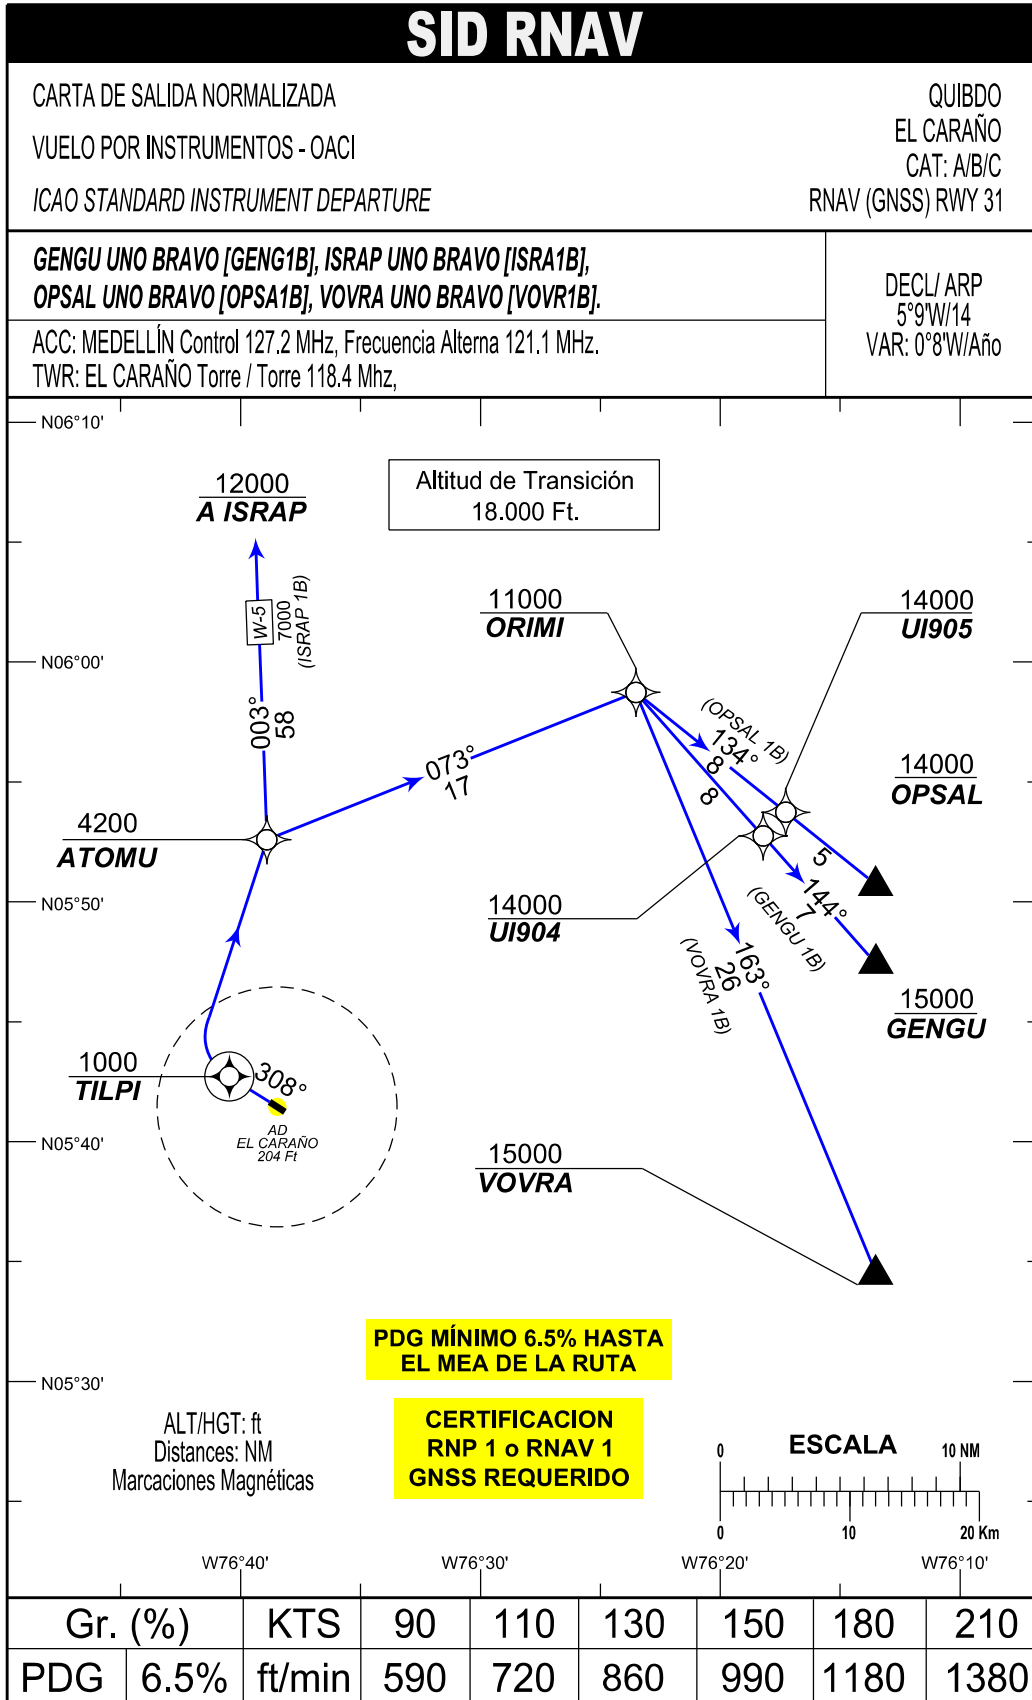 SID RNAV
CARTA DE SALIDA NORMALIZADA
VUELO POR INSTRUMENTOS - OACI
ICAO STANDARD INSTRUMENT DEPARTURE
QUIBDO
EL CARAÑO
CAT: A/B/C
RNAV (GNSS) RWY 31
GENGU UNO BRAVO [GENG1B], ISRAP UNO BRAVO [ISRA1B],
OPSAL UNO BRAVO [OPSA1B], VOVRA UNO BRAVO [VOVR1B].
ACC: MEDELLÍN Control 127.2 MHz, Frecuencia Alterna 121.1 MHz.
TWR: EL CARAÑO Torre / Torre 118.4 Mhz,
DECL/ ARP
5°9'W/14
VAR: 0°8'W/Año
N06°10'
12000
A ISRAP
Altitud de Transición
18.000 Ft.
W-5
7000
(ISRAP 1B)
11000
ORIMI
14000
UI905
N06°00'
003°
58
073°
17
(OPSAL 1B)
134°
8
8
14000
OPSAL
4200
ATOMU
5
144°
7
(GENGU 1B)
N05°50'
14000
UI904
163°
26
(VOVRA 1B)
15000
GENGU
1000
TILPI
308°
AD
EL CARAÑO
204 Ft
N05°40'
15000
VOVRA
PDG MÍNIMO 6.5% HASTA
EL MEA DE LA RUTA
N05°30'
ALT/HGT: ft
Distances: NM
Marcaciones Magnéticas
CERTIFICACION
RNP 1 o RNAV 1
GNSS REQUERIDO
0 ESCALA 10 NM
0 10 20 Km
W76°40' W76°30' W76°20' W76°10'
Gr. (%) KTS 90 110 130 150 180 210
PDG 6.5% ft/min 590 720 860 990 1180 1380